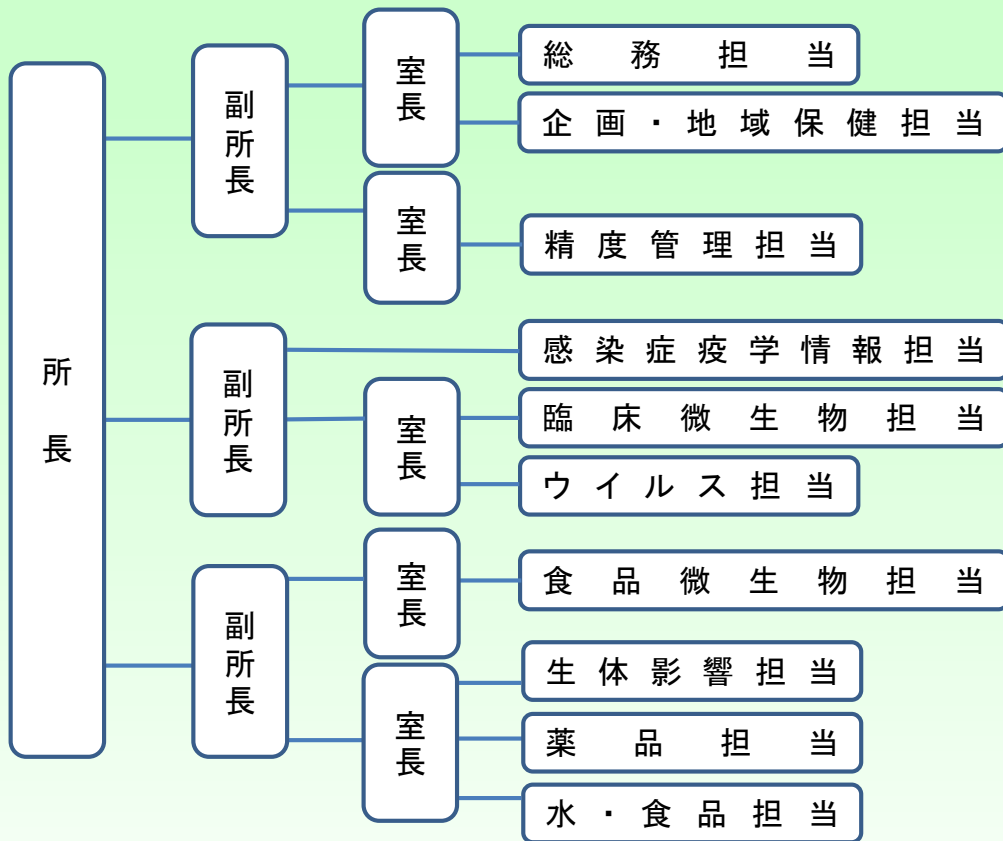 所長
副所長
室長
総務担当
企画・地域保健担当
室長
精度管理担当
副所長
感染症疫学情報担当
室長
臨床微生物担当
ウイルス担当
副所長
室長
食品微生物担当
室長
生体影響担当
薬品担当
水・食品担当